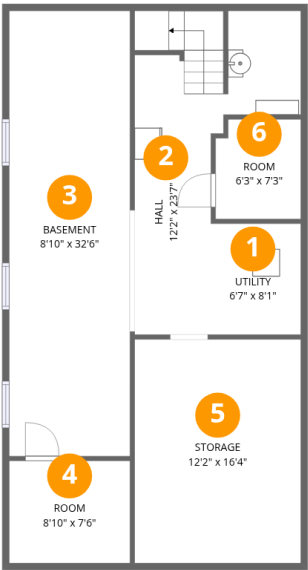 6
ROOM
6'3" x 7'3"
2
HALL
12'2" x 23'7"
3
BASEMENT
8'10" x 32'6"
1
UTILITY
6'7" x 8'1"
5
STORAGE
12'2" x 16'4"
4
ROOM
8'10" x 7'6"